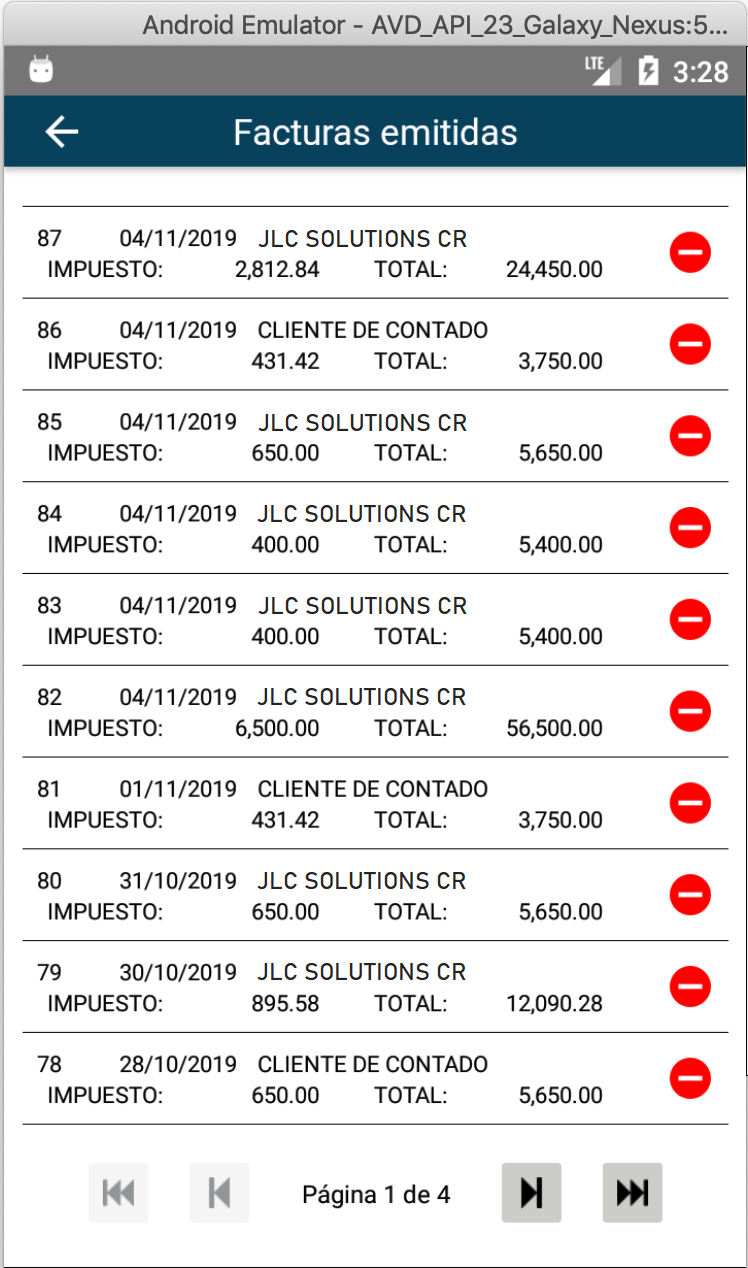 Android Emulator - AVD_API_23_Galaxy_Nexus:5...
LTE 3:28
Facturas emitidas
87 04/11/2019 JLC SOLUTIONS CR
IMPUESTO: 2,812.84 TOTAL: 24,450.00
86 04/11/2019 CLIENTE DE CONTADO
IMPUESTO: 431.42 TOTAL: 3,750.00
85 04/11/2019 JLC SOLUTIONS CR
IMPUESTO: 650.00 TOTAL: 5,650.00
84 04/11/2019 JLC SOLUTIONS CR
IMPUESTO: 400.00 TOTAL: 5,400.00
83 04/11/2019 JLC SOLUTIONS CR
IMPUESTO: 400.00 TOTAL: 5,400.00
82 04/11/2019 JLC SOLUTIONS CR
IMPUESTO: 6,500.00 TOTAL: 56,500.00
81 01/11/2019 CLIENTE DE CONTADO
IMPUESTO: 431.42 TOTAL: 3,750.00
80 31/10/2019 JLC SOLUTIONS CR
IMPUESTO: 650.00 TOTAL: 5,650.00
79 30/10/2019 JLC SOLUTIONS CR
IMPUESTO: 895.58 TOTAL: 12,090.28
78 28/10/2019 CLIENTE DE CONTADO
IMPUESTO: 650.00 TOTAL: 5,650.00
Página 1 de 4